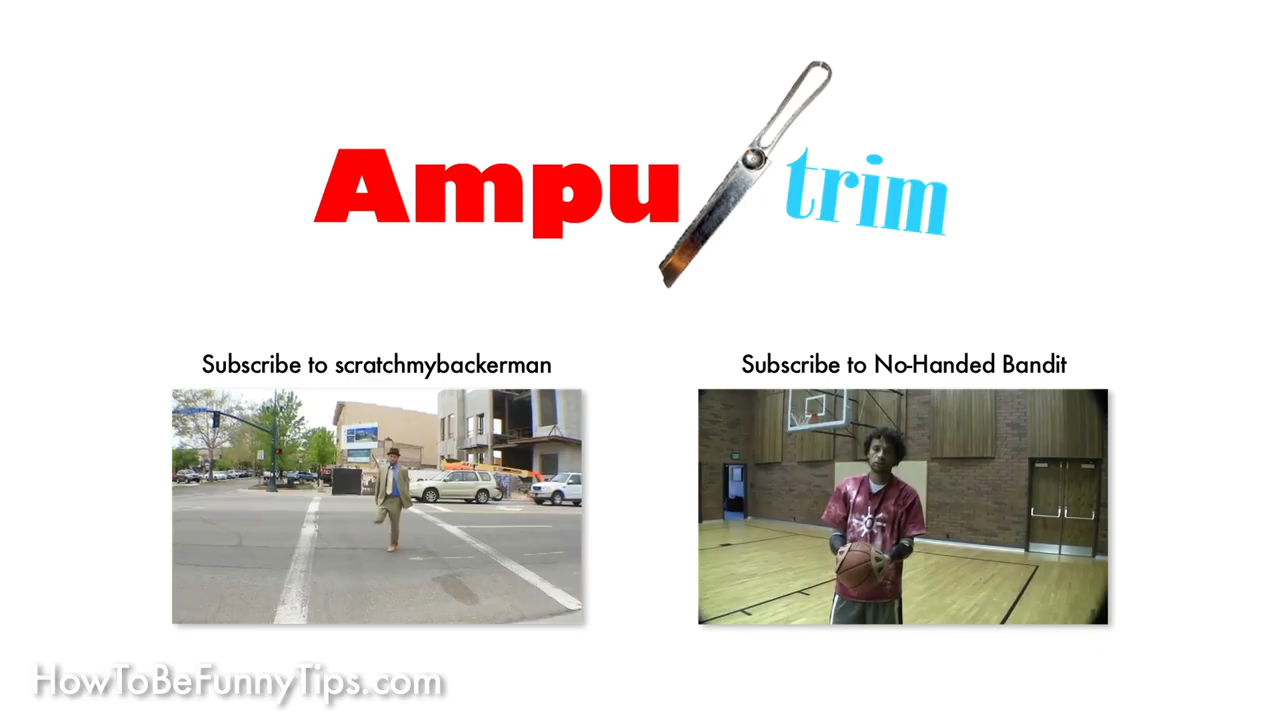 Ampu trim
Subscribe to scratchmybackerman
Subscribe to No-Handed Bandit
HowToBeFunnyTips.com